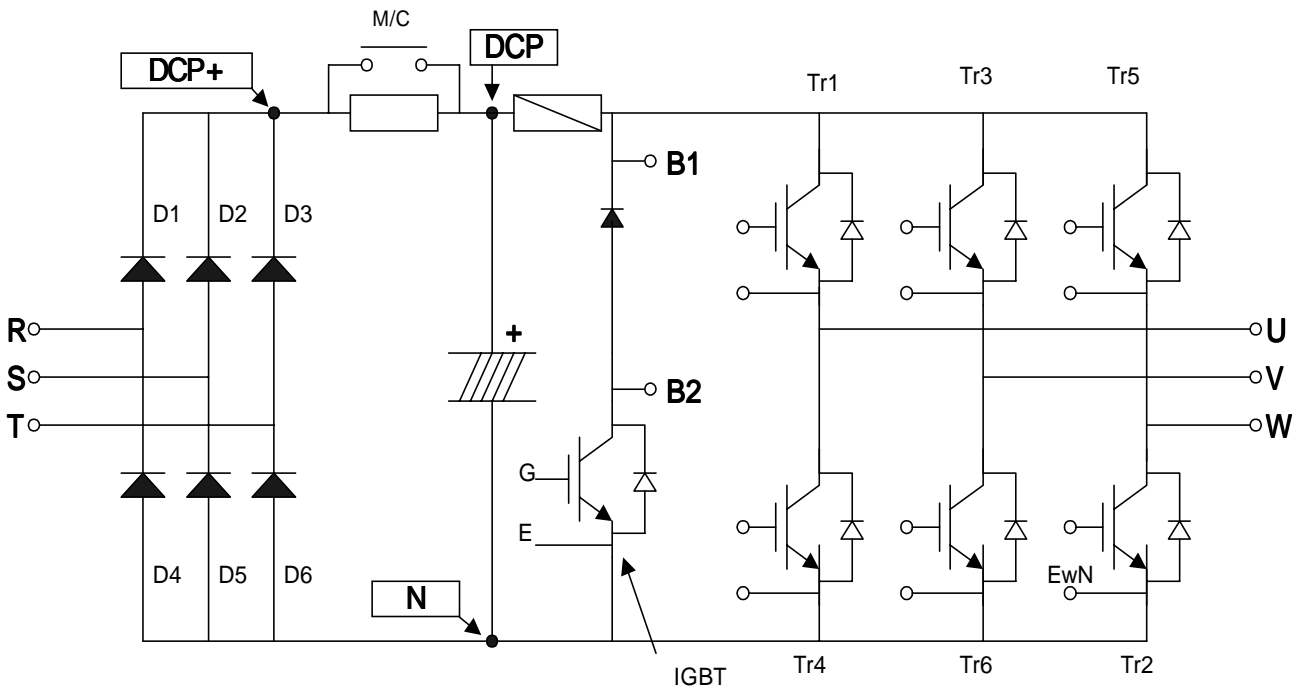 M/C
DCP
DCP+
Tr1 Tr3 Tr5
B1
D1 D2 D3
R
S
T
+
B2
U
V
W
G
E
D4 D5 D6
EwN
N
IGBT
Tr4 Tr6 Tr2